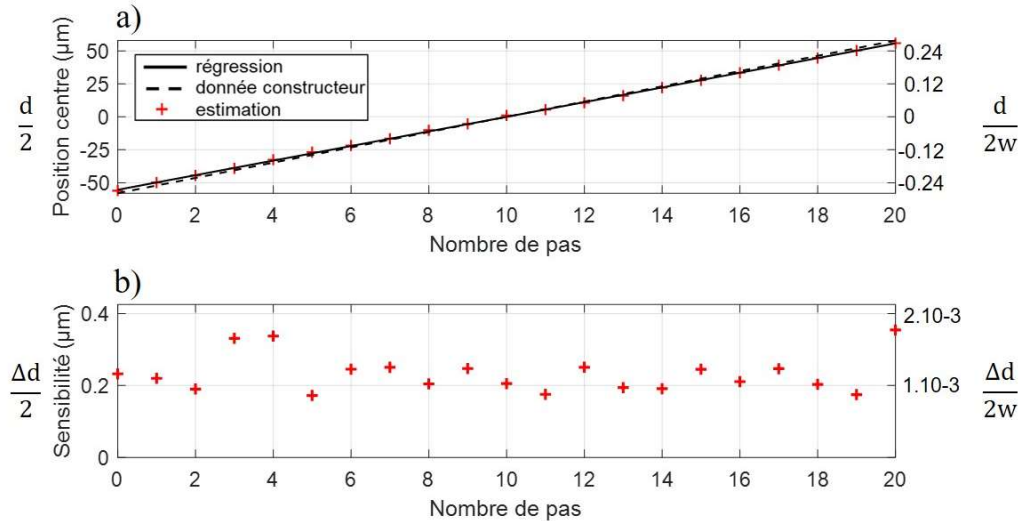 a)
50
25
0
-25
-50
Position centre (µm)
d
2
régression
donnée constructeur
estimation
0.24
0.12
0
-0.12
-0.24
d
2w
0 2 4 6 8 10 12 14 16 18 20
Nombre de pas
b)
0.4
0.2
0
Sensibilité (µm)
Δd
2
2.10-3
1.10-3
Δd
2w
0 2 4 6 8 10 12 14 16 18 20
Nombre de pas